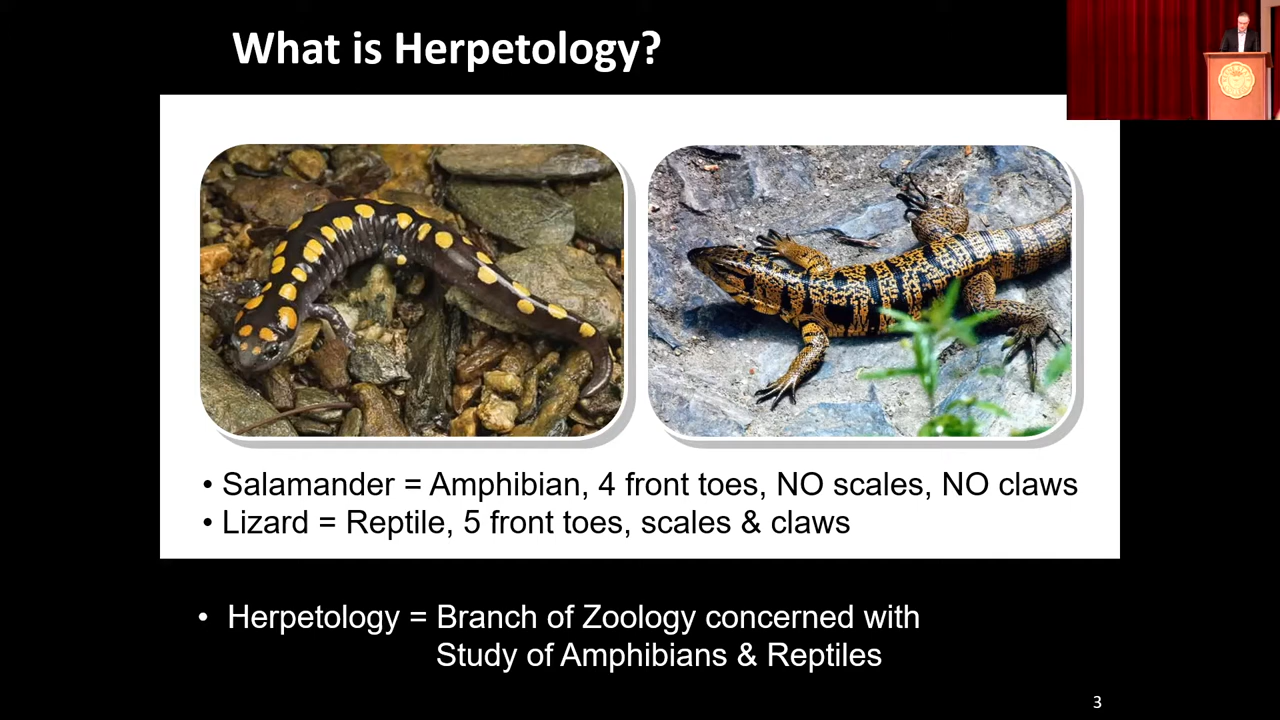 What is Herpetology?
• Salamander = Amphibian, 4 front toes, NO scales, NO claws
• Lizard = Reptile, 5 front toes, scales & claws
• Herpetology = Branch of Zoology concerned with
Study of Amphibians & Reptiles
3